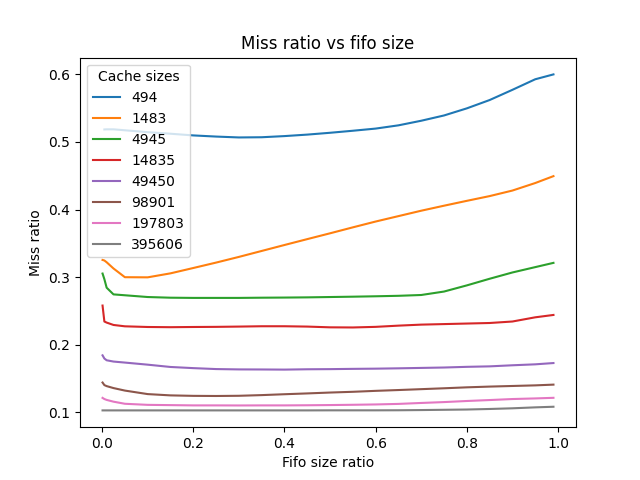 Miss ratio vs fifo size
Cache sizes
494
1483
4945
14835
49450
98901
197803
395606
Miss ratio
0.6
0.5
0.4
0.3
0.2
0.1
0.0 0.2 0.4 0.6 0.8 1.0
Fifo size ratio